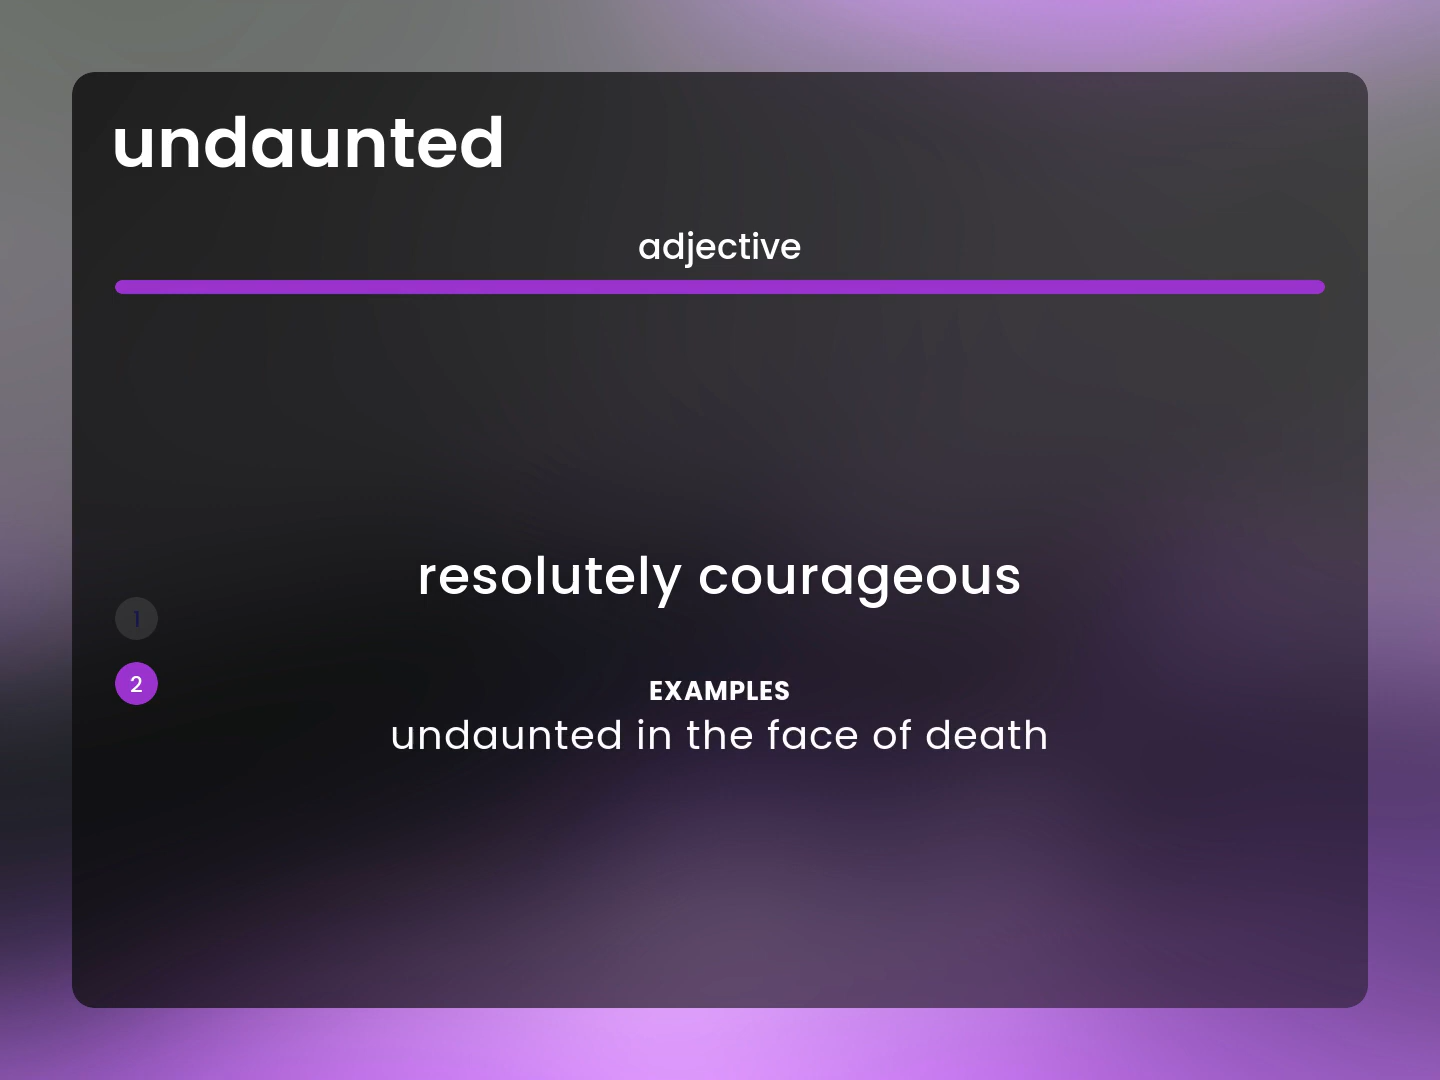 undaunted
adjective
resolutely courageous
1
2
EXAMPLES
undaunted in the face of death